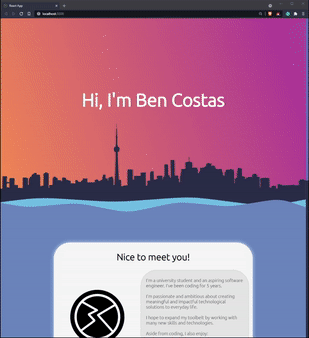 React App
localhost:3000
Hi, I'm Ben Costas
Nice to meet you!
I'm a university student and an aspiring software
engineer. I've been coding for 5 years.
I'm passionate and ambitious about creating
meaningful and impactful technological
solutions to everyday life.
I hope to expand my toolbelt by working with
many new skills and technologies.
Aside from coding, I also enjoy: